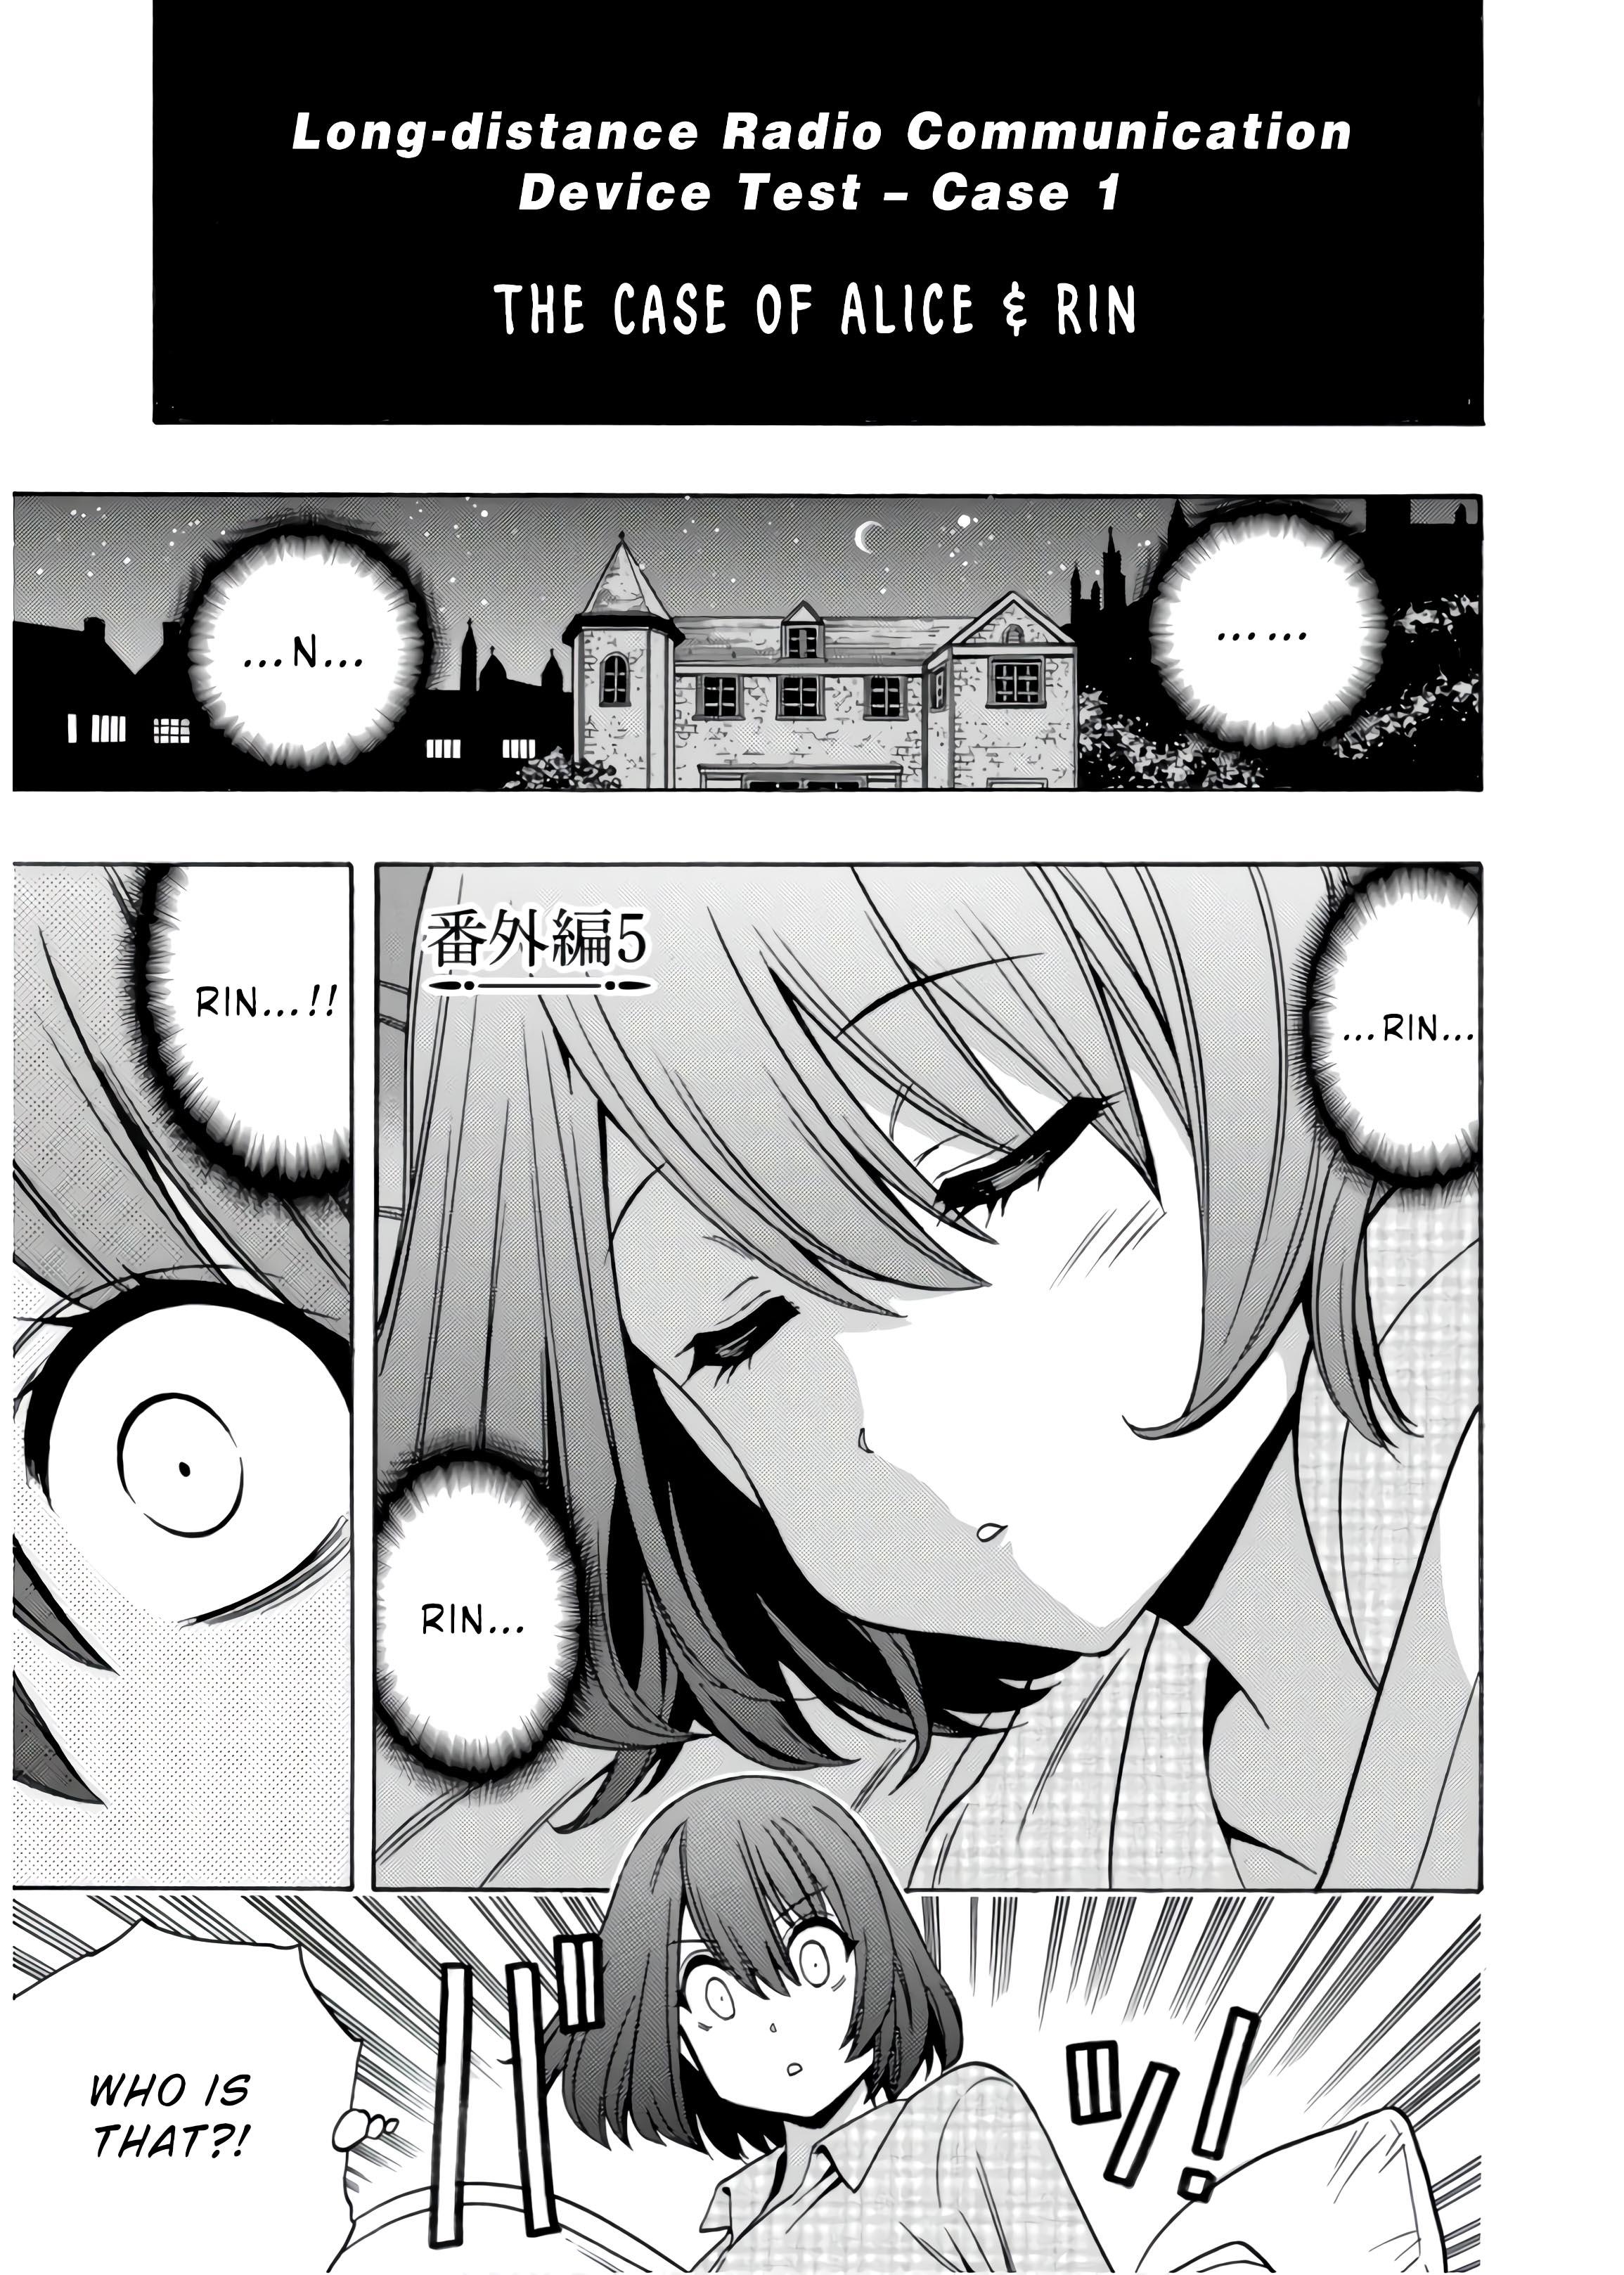 Long-distance Radio Communication
Device Test – Case 1
THE CASE OF ALICE & RIN
......
...N...
...RIN...
番外編5
RIN...
RIN...!!
WHO IS
THAT?!